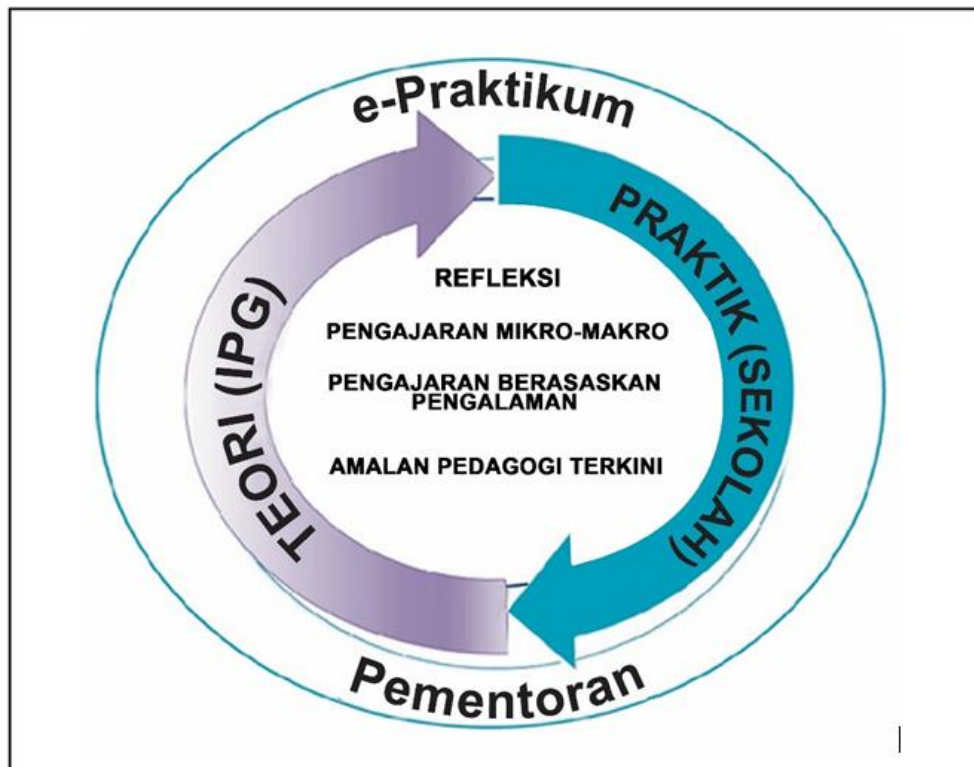 e-Praktikum
PRAKTIK (SEKOLAH)
TEORI (IPG)
REFLEKSI
PENGAJARAN MIKRO-MAKRO
PENGAJARAN BERASASKAN
PENGALAMAN
AMALAN PEDAGOGI TERKINI
Pementoran